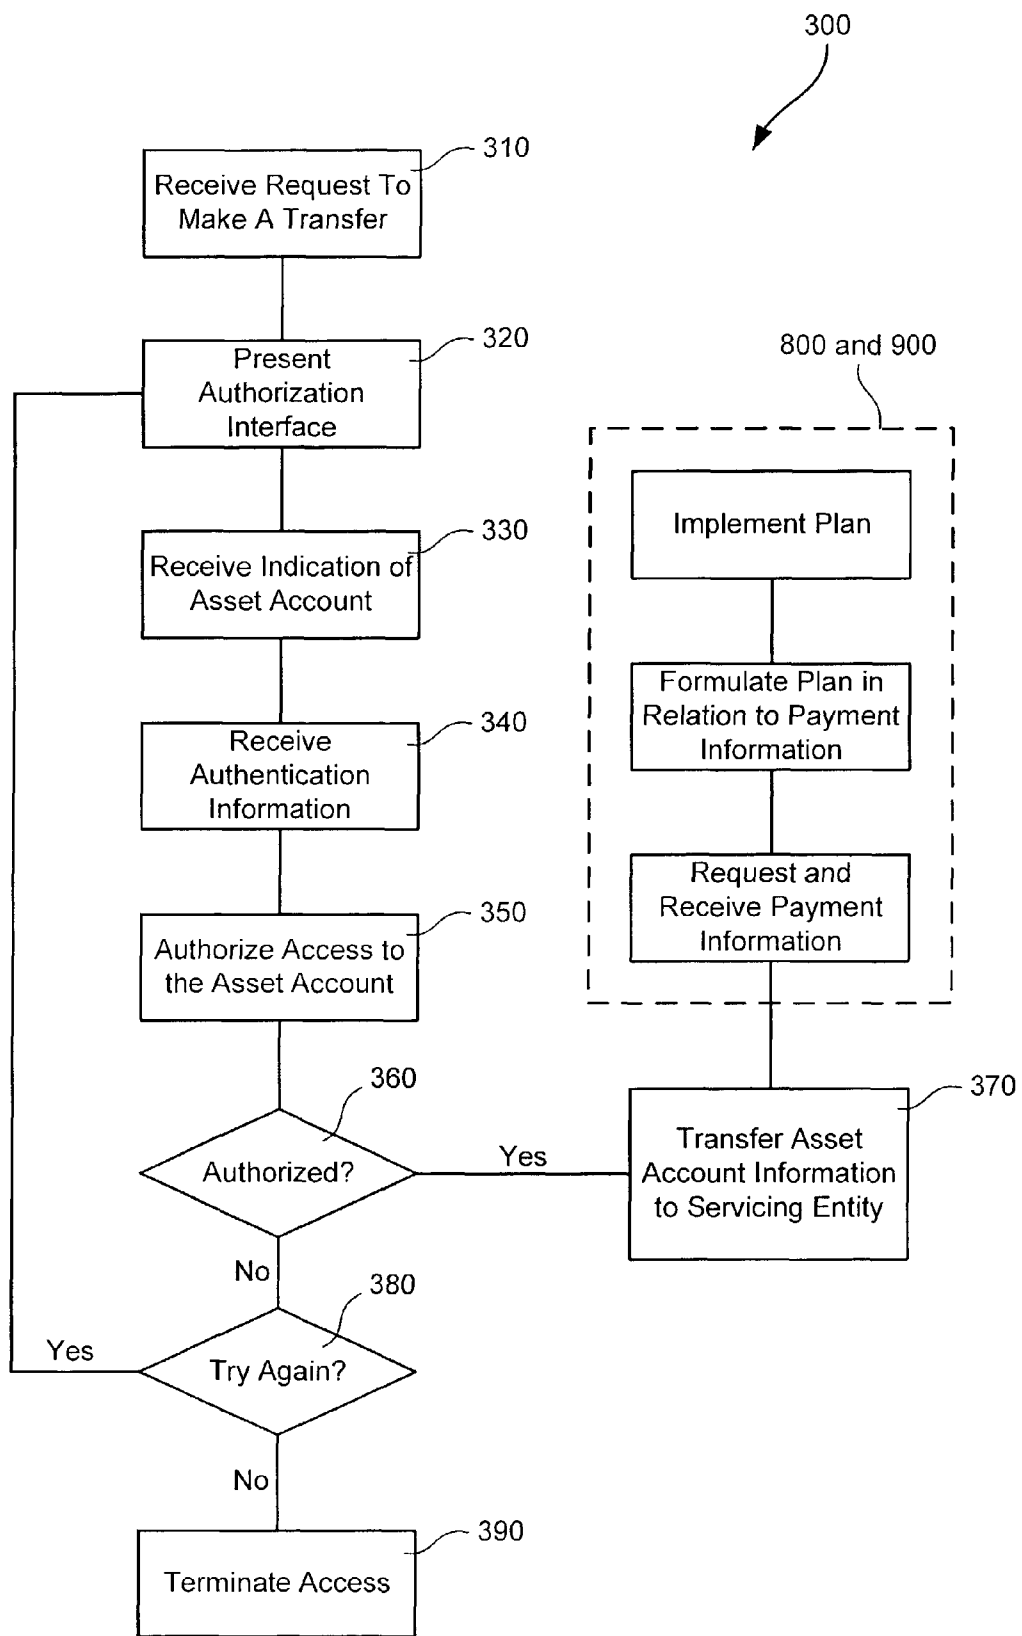 300
310
Receive Request To
Make A Transfer
320
Present
Authorization
Interface
330
Receive Indication of
Asset Account
340
Receive
Authentication
Information
350
Authorize Access to
the Asset Account
360
Authorized?
Yes
No
380
Try Again?
Yes
No
390
Terminate Access
800 and 900
Implement Plan
Formulate Plan in
Relation to Payment
Information
Request and
Receive Payment
Information
370
Transfer Asset
Account Information
to Servicing Entity